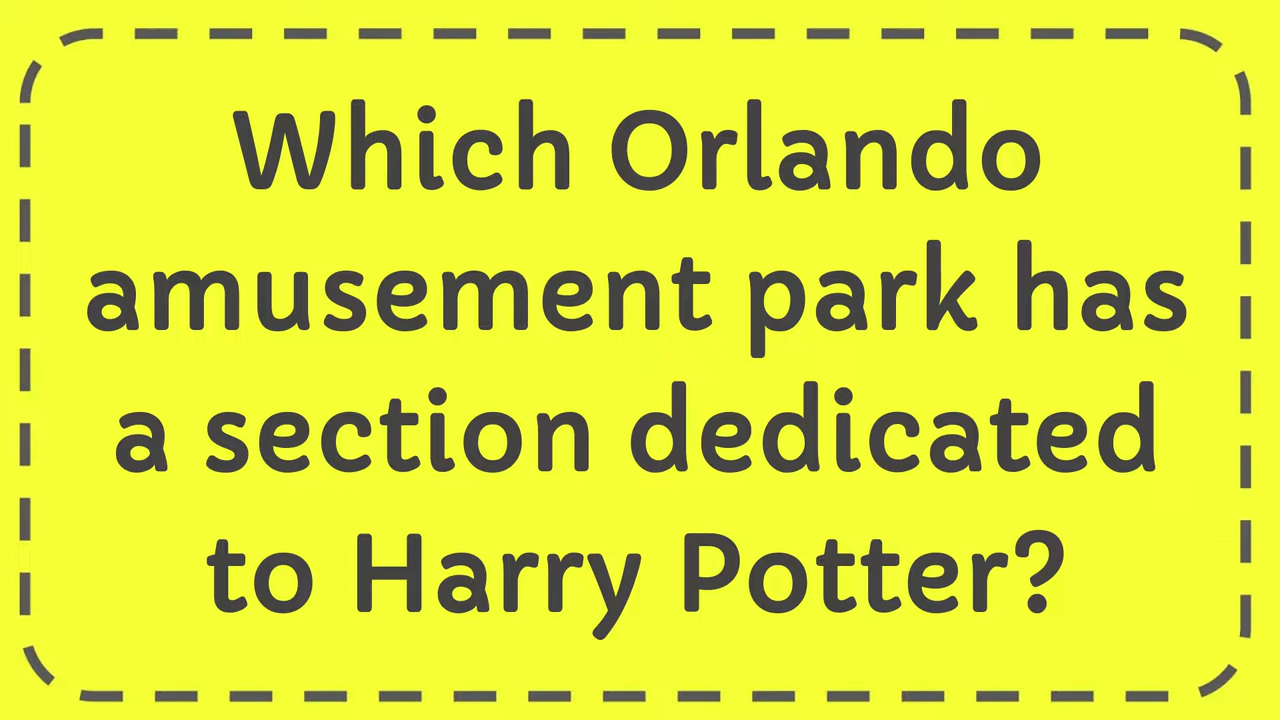 Which Orlando
amusement park has
a section dedicated
to Harry Potter?